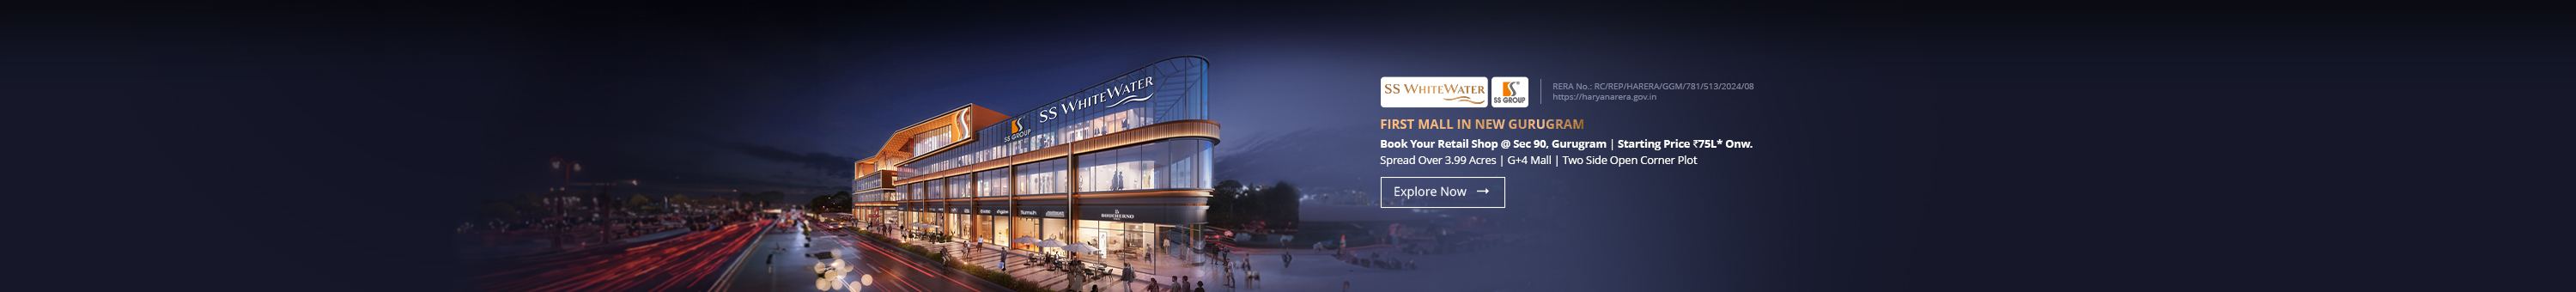 SS WHITEWATER
SS GROUP
SS WHITEWATER
SS GROUP
RERA No.: RC/REP/HARERA/GGM/781/513/2024/08
https://haryanarera.gov.in
FIRST MALL IN NEW GURUGRAM
Book Your Retail Shop @ Sec 90, Gurugram | Starting Price ₹75L* Onw.
Spread Over 3.99 Acres | G+4 Mall | Two Side Open Corner Plot
Explore Now →